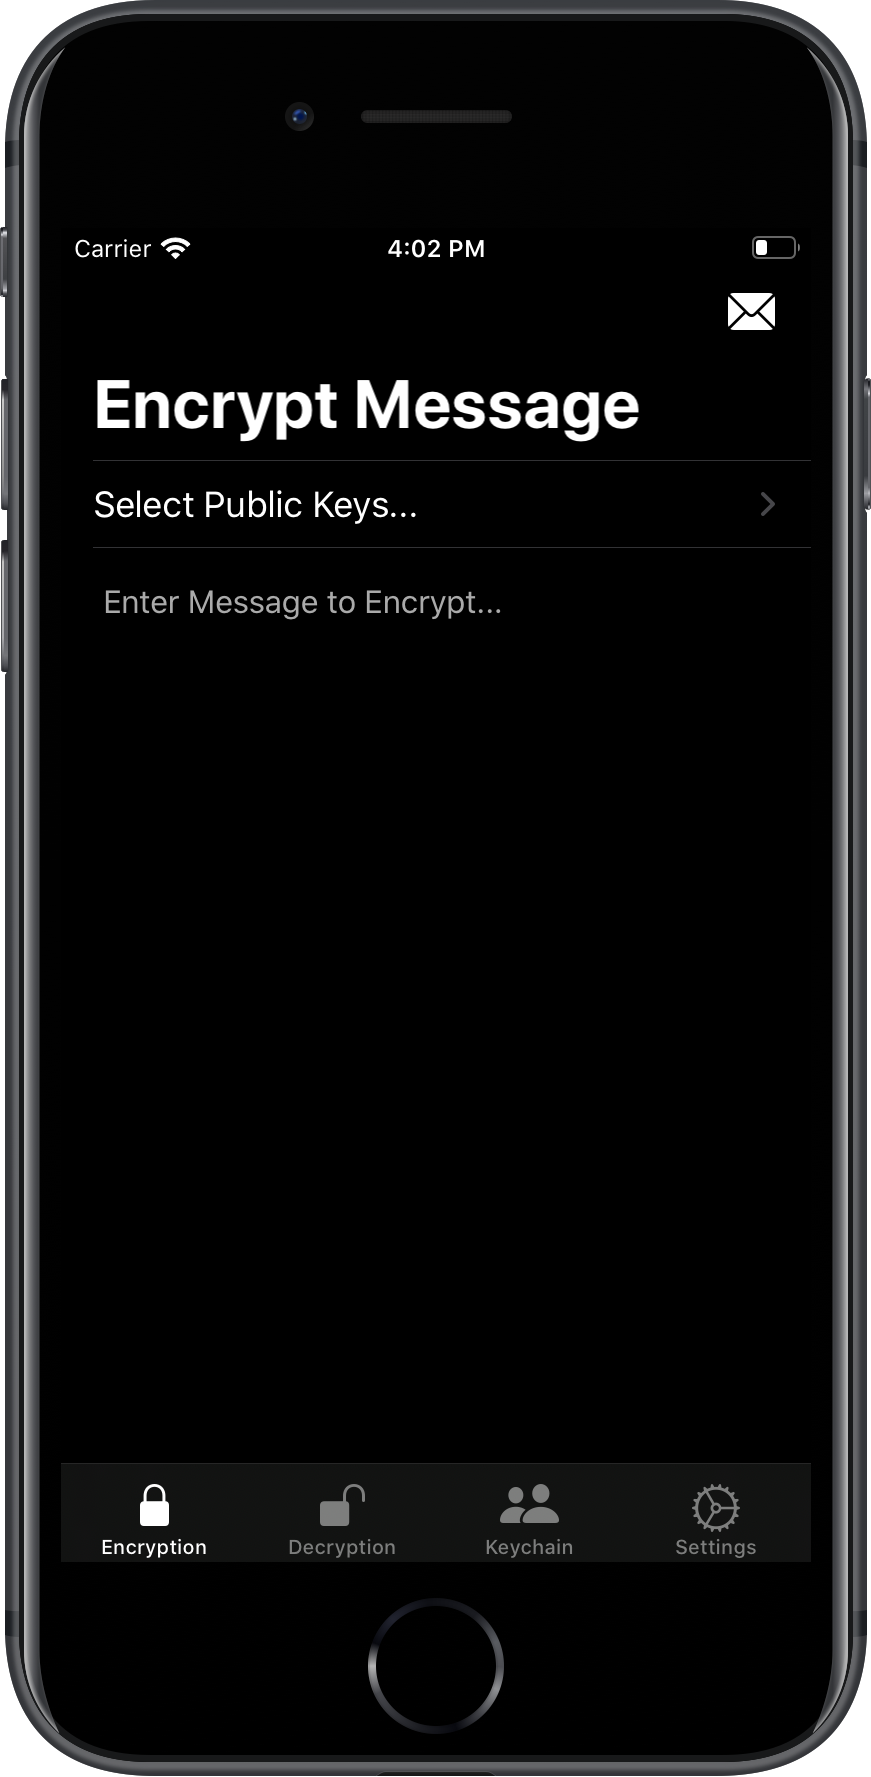 Carrier 4:02 PM
Encrypt Message
Select Public Keys...
Enter Message to Encrypt...
Encryption Decryption Keychain Settings